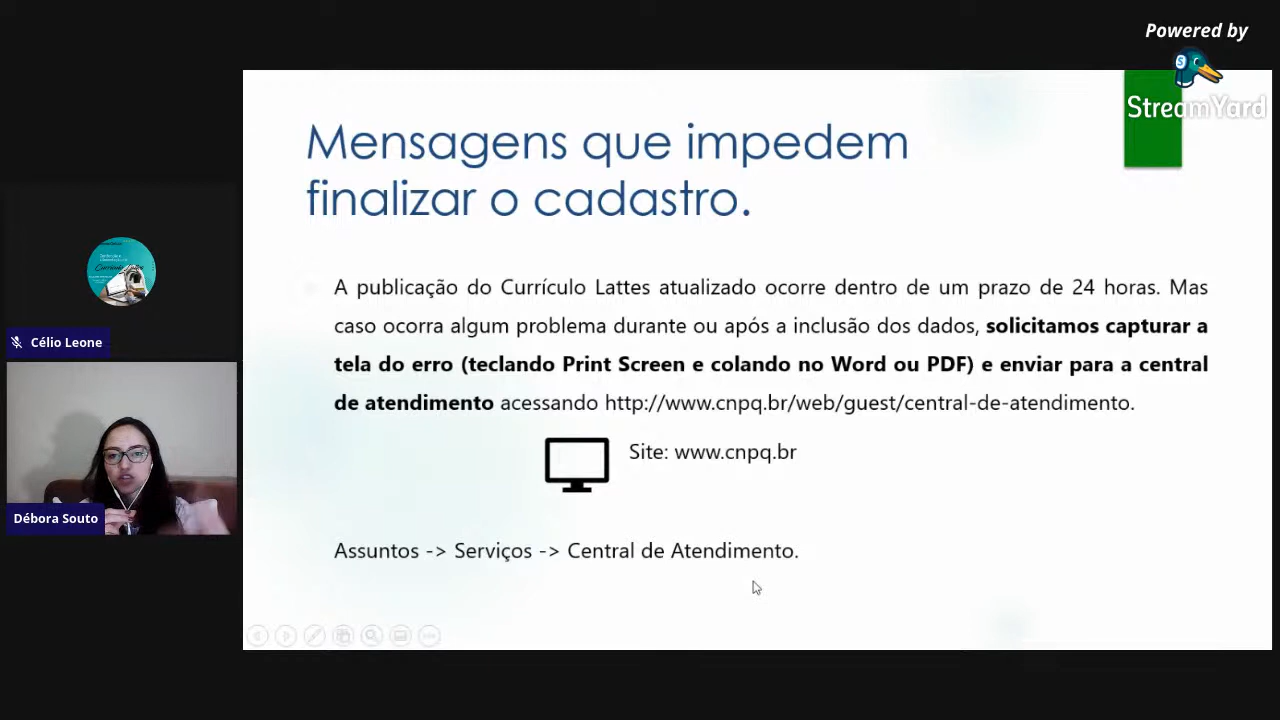 Powered by
StreamYard
Mensagens que impedem
finalizar o cadastro.
A publicação do Currículo Lattes atualizado ocorre dentro de um prazo de 24 horas. Mas
caso ocorra algum problema durante ou após a inclusão dos dados, solicitamos capturar a
tela do erro (teclando Print Screen e colando no Word ou PDF) e enviar para a central
de atendimento acessando http://www.cnpq.br/web/guest/central-de-atendimento.
Site: www.cnpq.br
Assuntos -> Serviços -> Central de Atendimento.
Célio Leone
Débora Souto